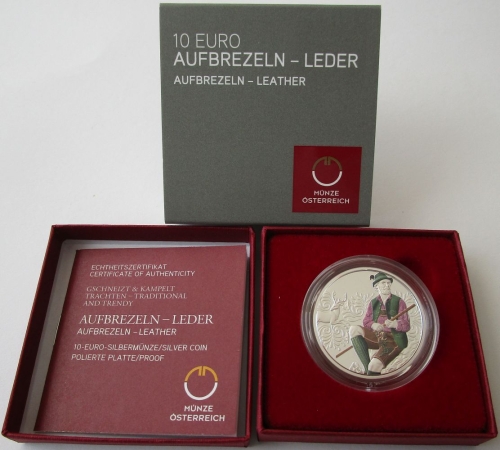 10 EURO
AUFBREZELN – LEDER
AUFBREZELN – LEATHER
MÜNZE
ÖSTERREICH
ECHTHEITSZERTIFIKAT
CERTIFICATE OF AUTHENTICITY
GSCHNEIZT & KAMPELT
TRACHTEN – TRADITIONAL
AND TRENDY
AUFBREZELN – LEDER
AUFBREZELN – LEATHER
10-EURO-SILBERMÜNZE/SILVER COIN
POLIERTE PLATTE/PROOF
MÜNZE
ÖSTERREICH